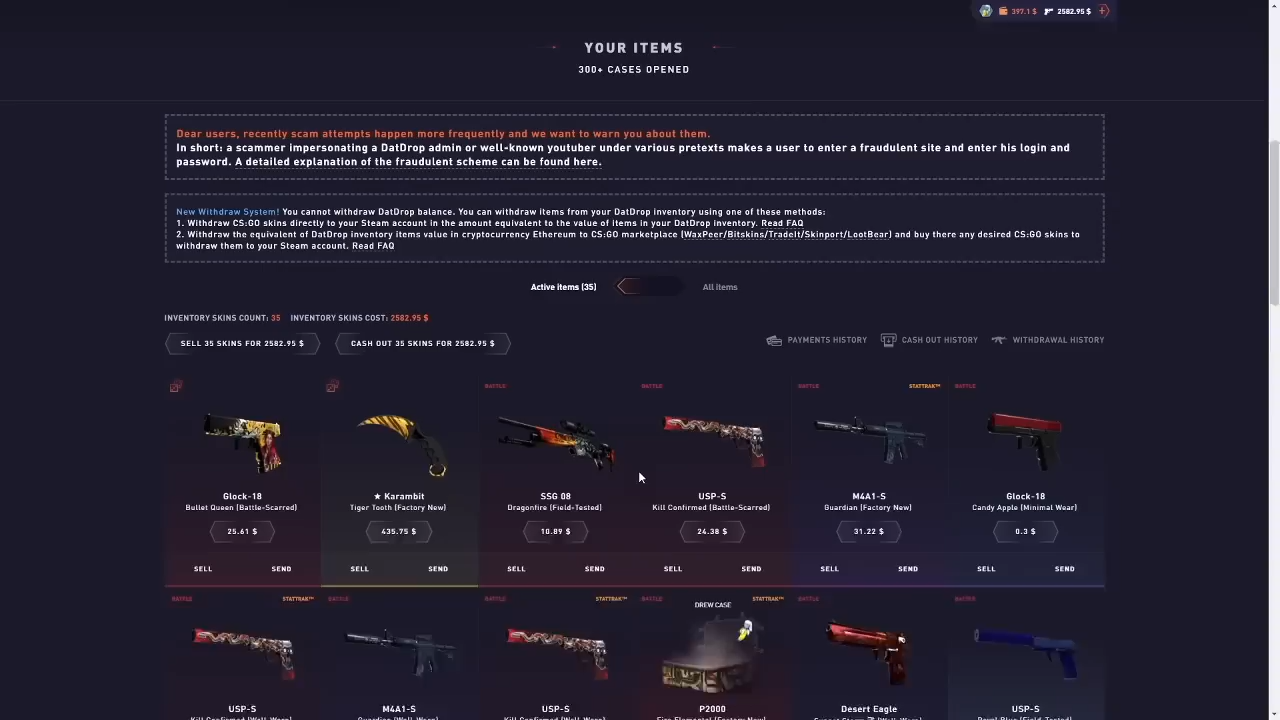 397.1 $ 2582.95 $
YOUR ITEMS
300+ CASES OPENED
Dear users, recently scam attempts happen more frequently and we want to warn you about them.
In short: a scammer impersonating a DatDrop admin or well-known youtuber under various pretexts makes a user to enter a fraudulent site and enter his login and
password. A detailed explanation of the fraudulent scheme can be found here.
New Withdraw System! You cannot withdraw DatDrop balance. You can withdraw items from your DatDrop inventory using one of these methods:
1. Withdraw CS:GO skins directly to your Steam account in the amount equivalent to the value of items in your DatDrop inventory. Read FAQ
2. Withdraw the equivalent of DatDrop inventory items value in cryptocurrency Ethereum to CS:GO marketplace (WaxPeer/Bitskins/TradeIt/Skinport/LootBear) and buy there any desired CS:GO skins to
withdraw them to your Steam account. Read FAQ
Active items (35) All items
INVENTORY SKINS COUNT: 35 INVENTORY SKINS COST: 2582.95 $
SELL 35 SKINS FOR 2582.95 $ CASH OUT 35 SKINS FOR 2582.95 $ PAYMENTS HISTORY CASH OUT HISTORY WITHDRAWAL HISTORY
BATTLE BATTLE BATTLE STATTRAK™ BATTLE
Glock-18 ★ Karambit SSG 08 USP-S M4A1-S Glock-18
Bullet Queen (Battle-Scarred) Tiger Tooth (Factory New) Dragonfire (Field-Tested) Kill Confirmed (Battle-Scarred) Guardian (Factory New) Candy Apple (Minimal Wear)
25.61 $ 435.75 $ 10.89 $ 24.38 $ 31.22 $ 0.3 $
SELL SEND SELL SEND SELL SEND SELL SEND SELL SEND SELL SEND
BATTLE STATTRAK™ BATTLE BATTLE STATTRAK™ BATTLE DREW CASE STATTRAK™ BATTLE BATTLE
USP-S M4A1-S USP-S P2000 Desert Eagle USP-S